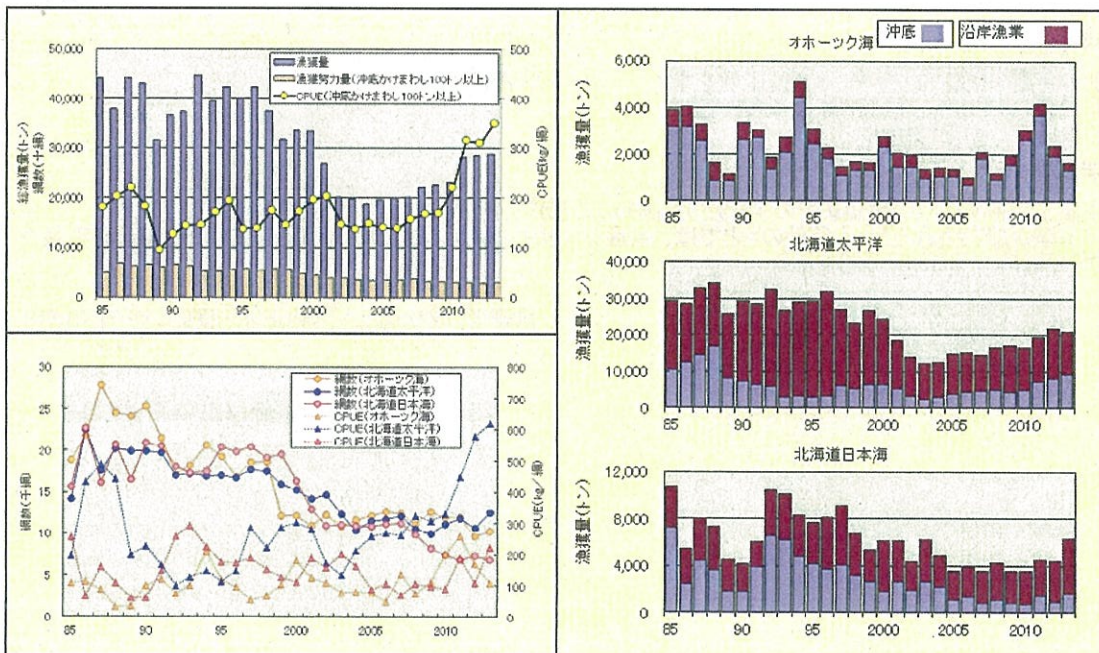 50,000
40,000
30,000
20,000
10,000
0
500
400
300
200
100
0
総漁獲量(トン)
網数(十網)
CPUE(kg/網)
漁獲量
漁獲努力量(沖底かけまわし100トン以上)
CPUE(沖底かけまわし100トン以上)
85 90 95 2000 2005 2010
30
25
20
15
10
5
0
800
700
600
500
400
300
200
100
0
網数(千網)
CPUE(kg/網)
網数(オホーツク海)
網数(北海道太平洋)
網数(北海道日本海)
CPUE(オホーツク海)
CPUE(北海道太平洋)
CPUE(北海道日本海)
85 90 95 2000 2005 2010
沖底 沿岸漁業
オホーツク海
6,000
4,000
2,000
0
漁獲量(トン)
85 90 95 2000 2005 2010
北海道太平洋
40,000
30,000
20,000
10,000
0
漁獲量(トン)
85 90 95 2000 2005 2010
北海道日本海
12,000
8,000
4,000
0
漁獲量(トン)
85 90 95 2000 2005 2010